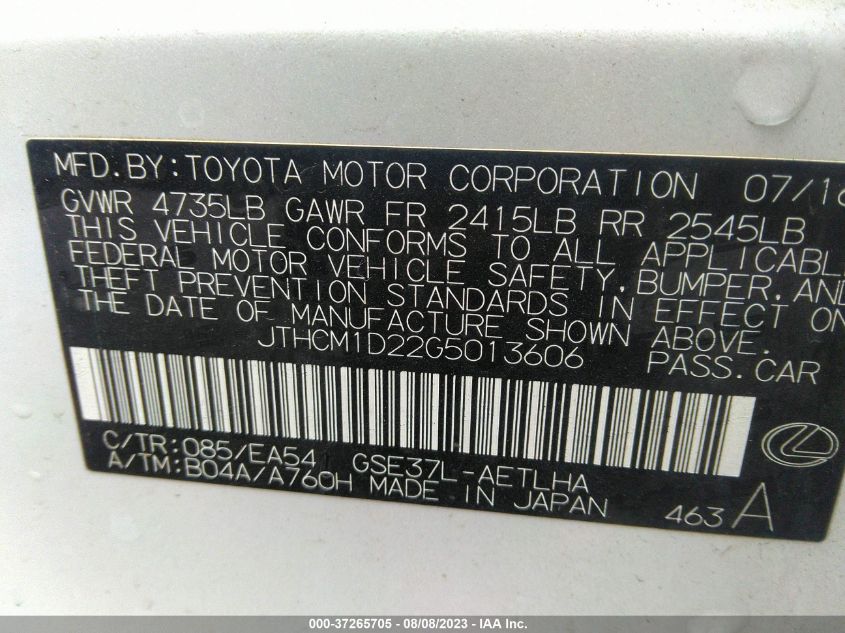 MFD.BY:TOYOTA MOTOR CORPORATION 07/16
GVWR 4735LB GAWR FR 2415LB RR 2545LB
THIS VEHICLE CONFORMS TO ALL APPLICABL
FEDERAL MOTOR VEHICLE SAFETY,BUMPER,AND
THEFT PREVENTION STANDARDS IN EFFECT ON
THE DATE OF MANUFACTURE SHOWN ABOVE.
JTHCM1D22G5013606 PASS.CAR
C/TR:085/EA54 GSE37L-AETLHA
A/TM:B04A/A760H MADE IN JAPAN 463 A
000-37265705 - 08/08/2023 - IAA Inc.